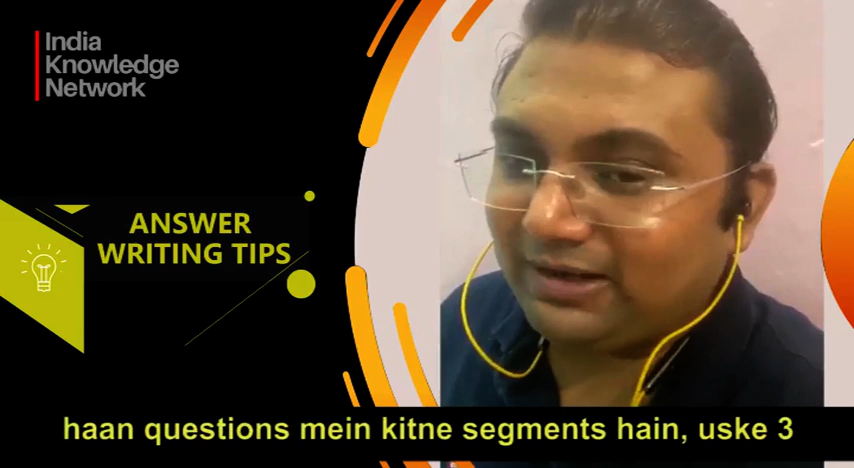 India
Knowledge
Network
ANSWER
WRITING TIPS
haan questions mein kitne segments hain, uske 3